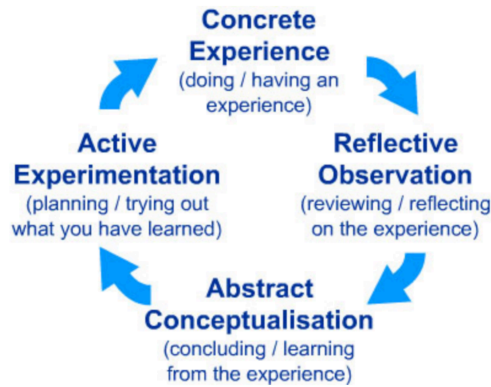 Concrete
Experience
(doing / having an
experience)
Reflective
Observation
(reviewing / reflecting
on the experience)
Abstract
Conceptualisation
(concluding / learning
from the experience)
Active
Experimentation
(planning / trying out
what you have learned)